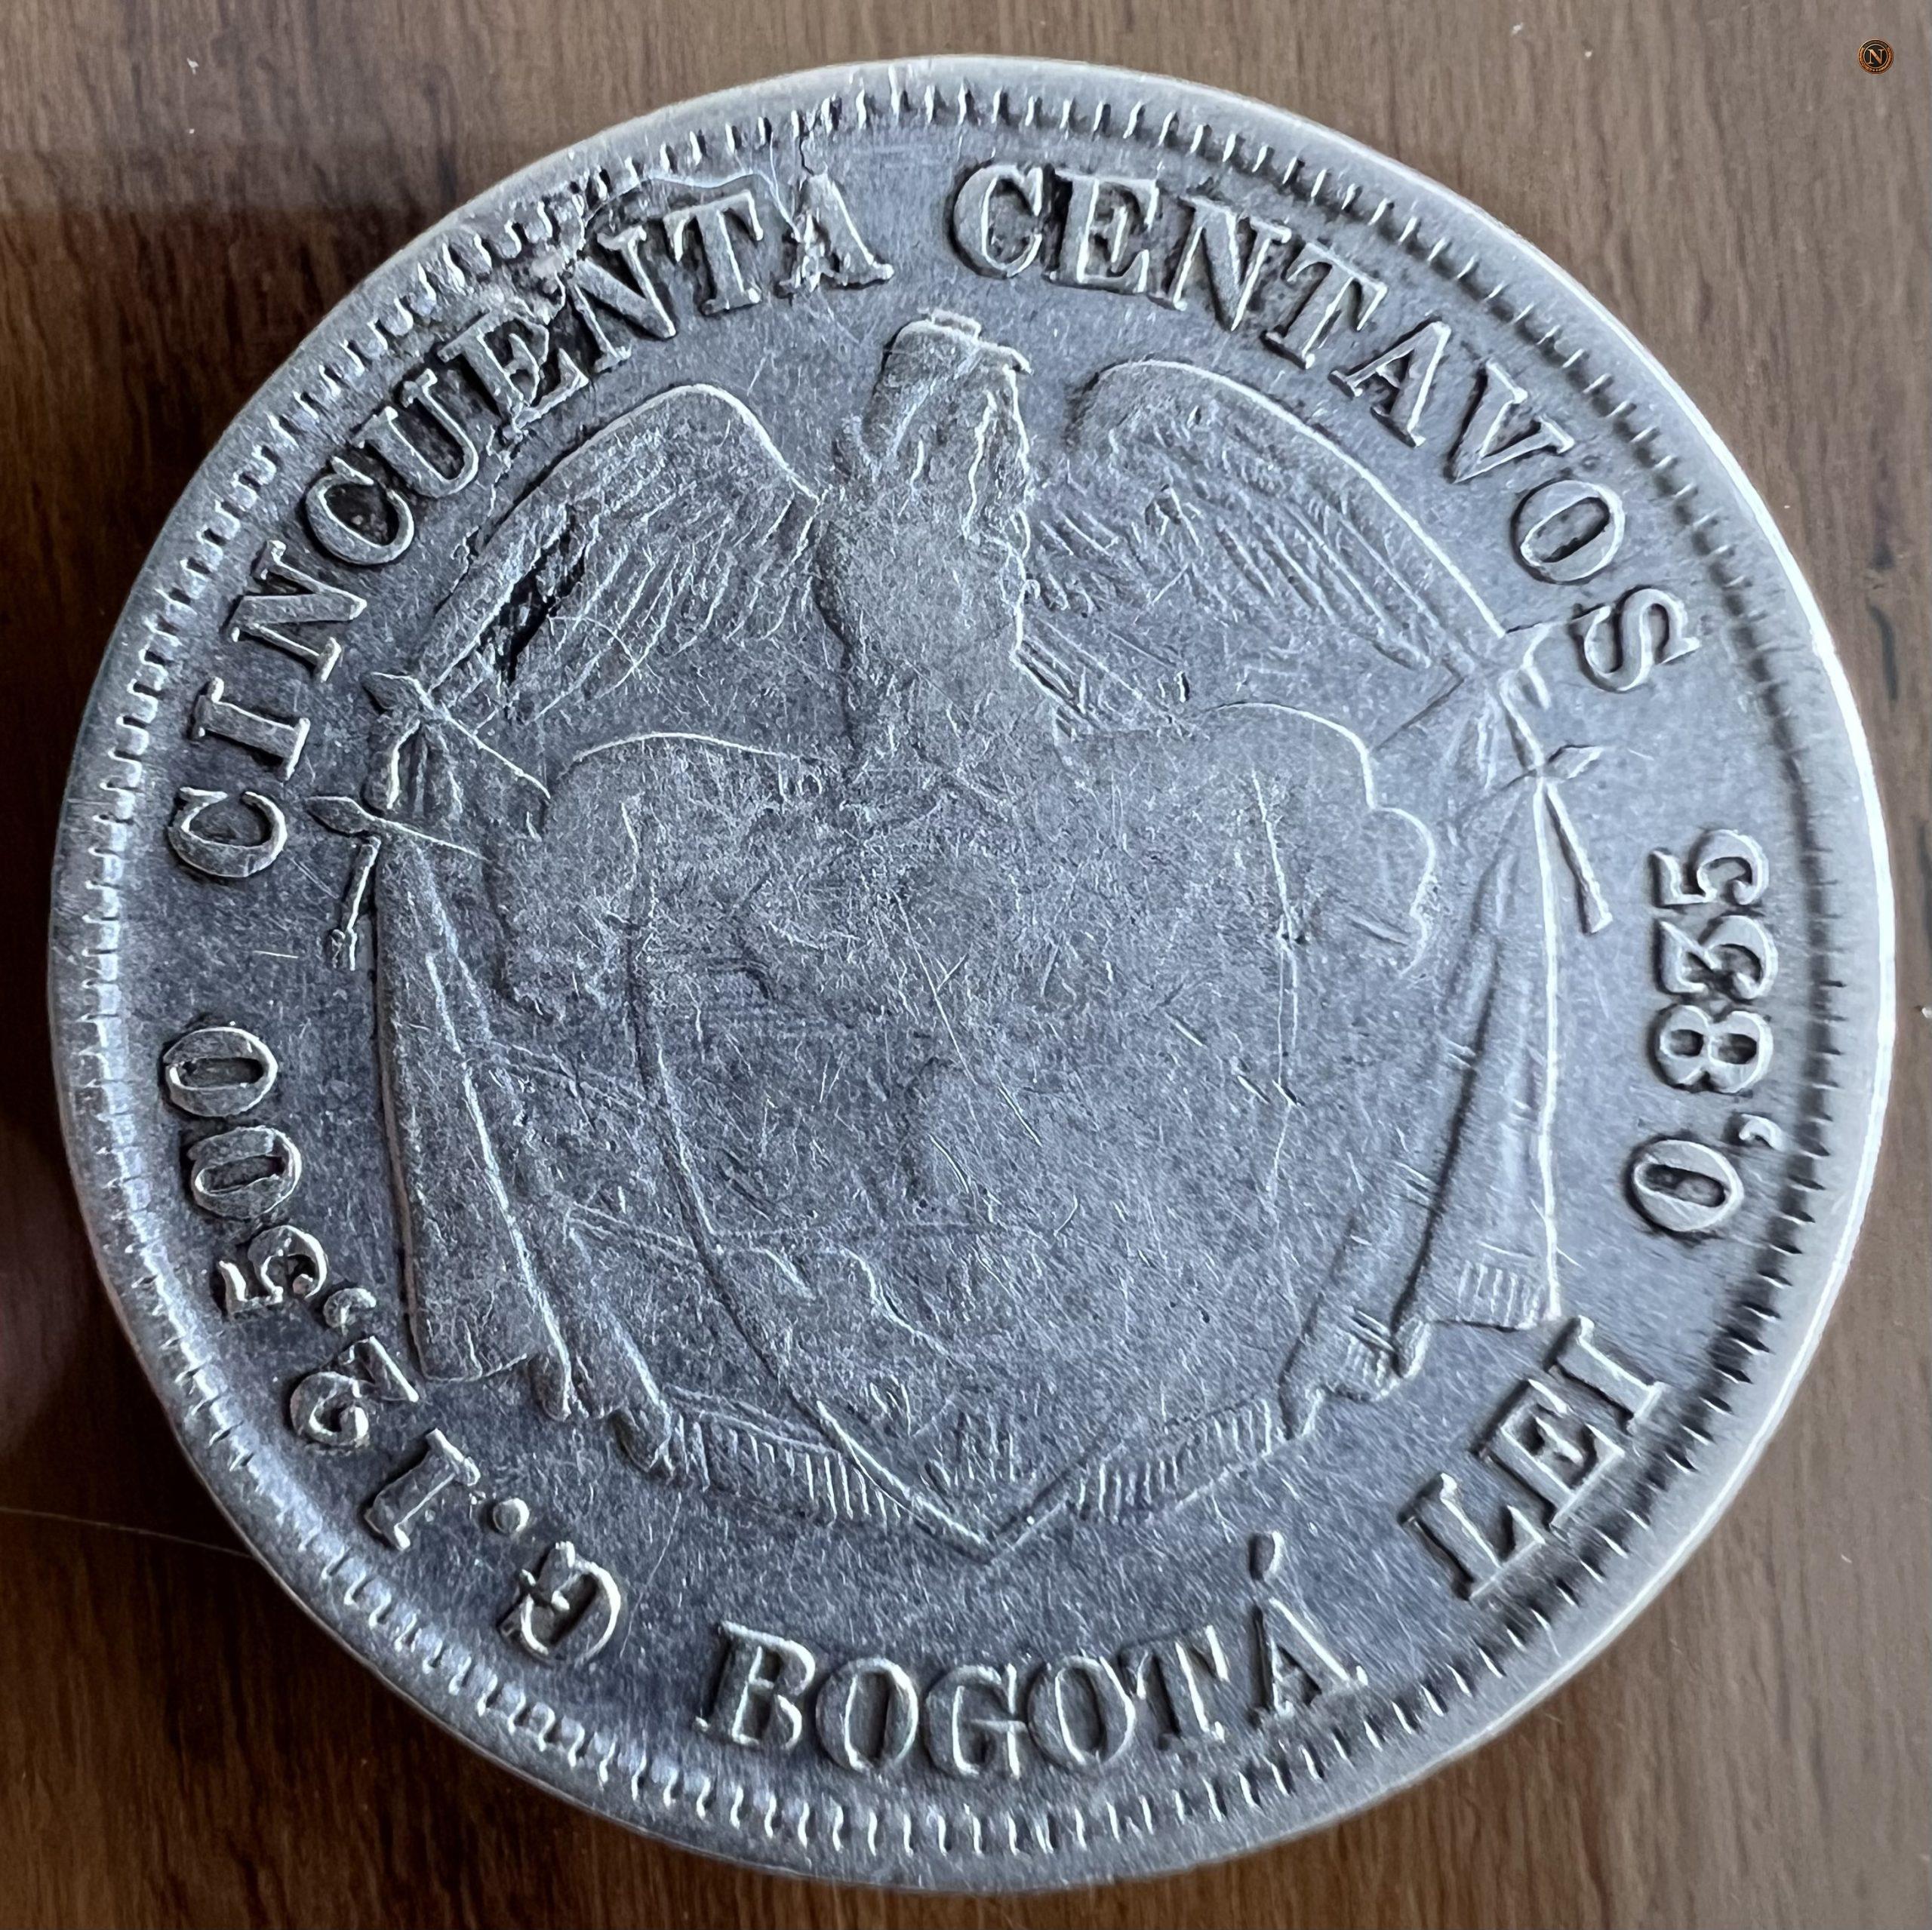 CINCUENTA CENTAVOS
0,835
LEI
BOGOTÁ
G. 12,500
N